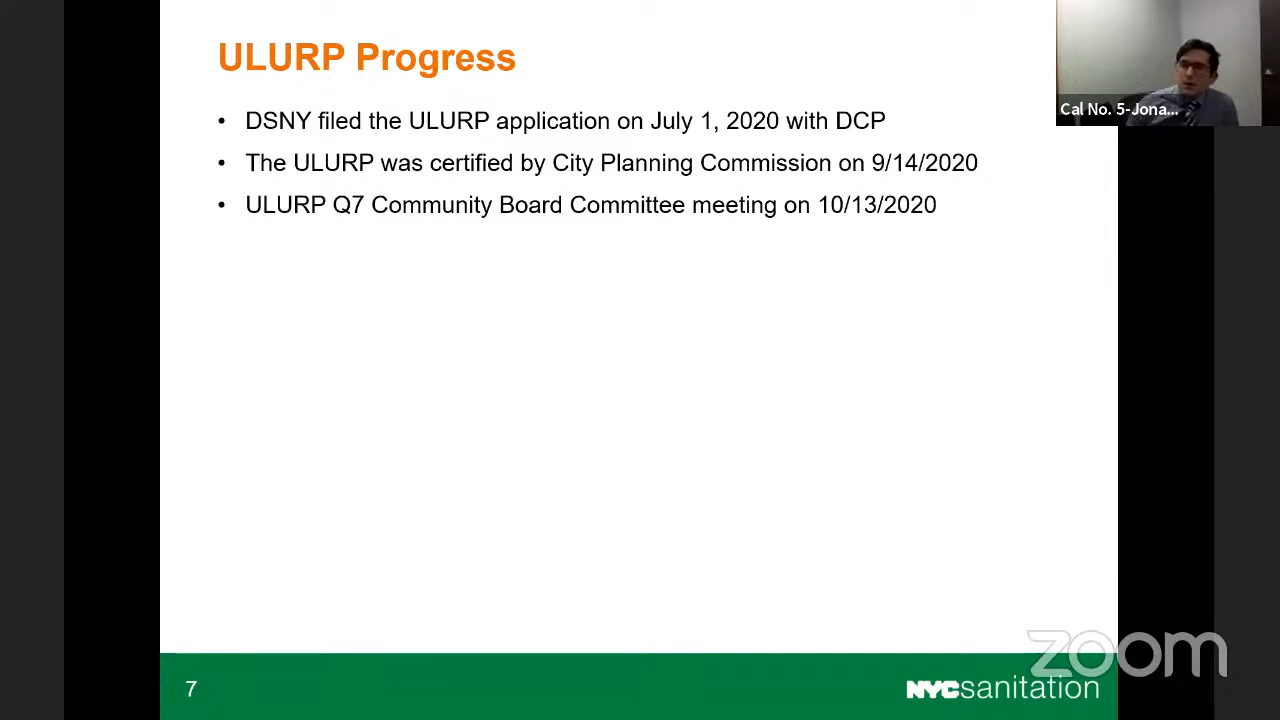 ULURP Progress
Cal No. 5-Jona...
• DSNY filed the ULURP application on July 1, 2020 with DCP
• The ULURP was certified by City Planning Commission on 9/14/2020
• ULURP Q7 Community Board Committee meeting on 10/13/2020
zoom
7
NYCsanitation